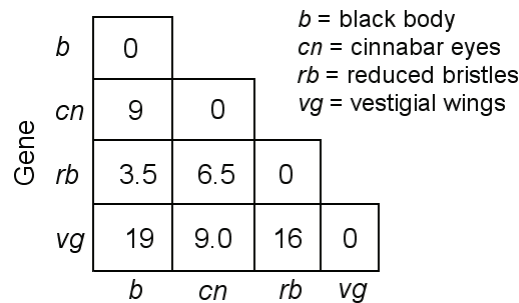 b = black body
cn = cinnabar eyes
rb = reduced bristles
vg = vestigial wings
Gene
b 0
cn 9 0
rb 3.5 6.5 0
vg 19 9.0 16 0
b cn rb vg